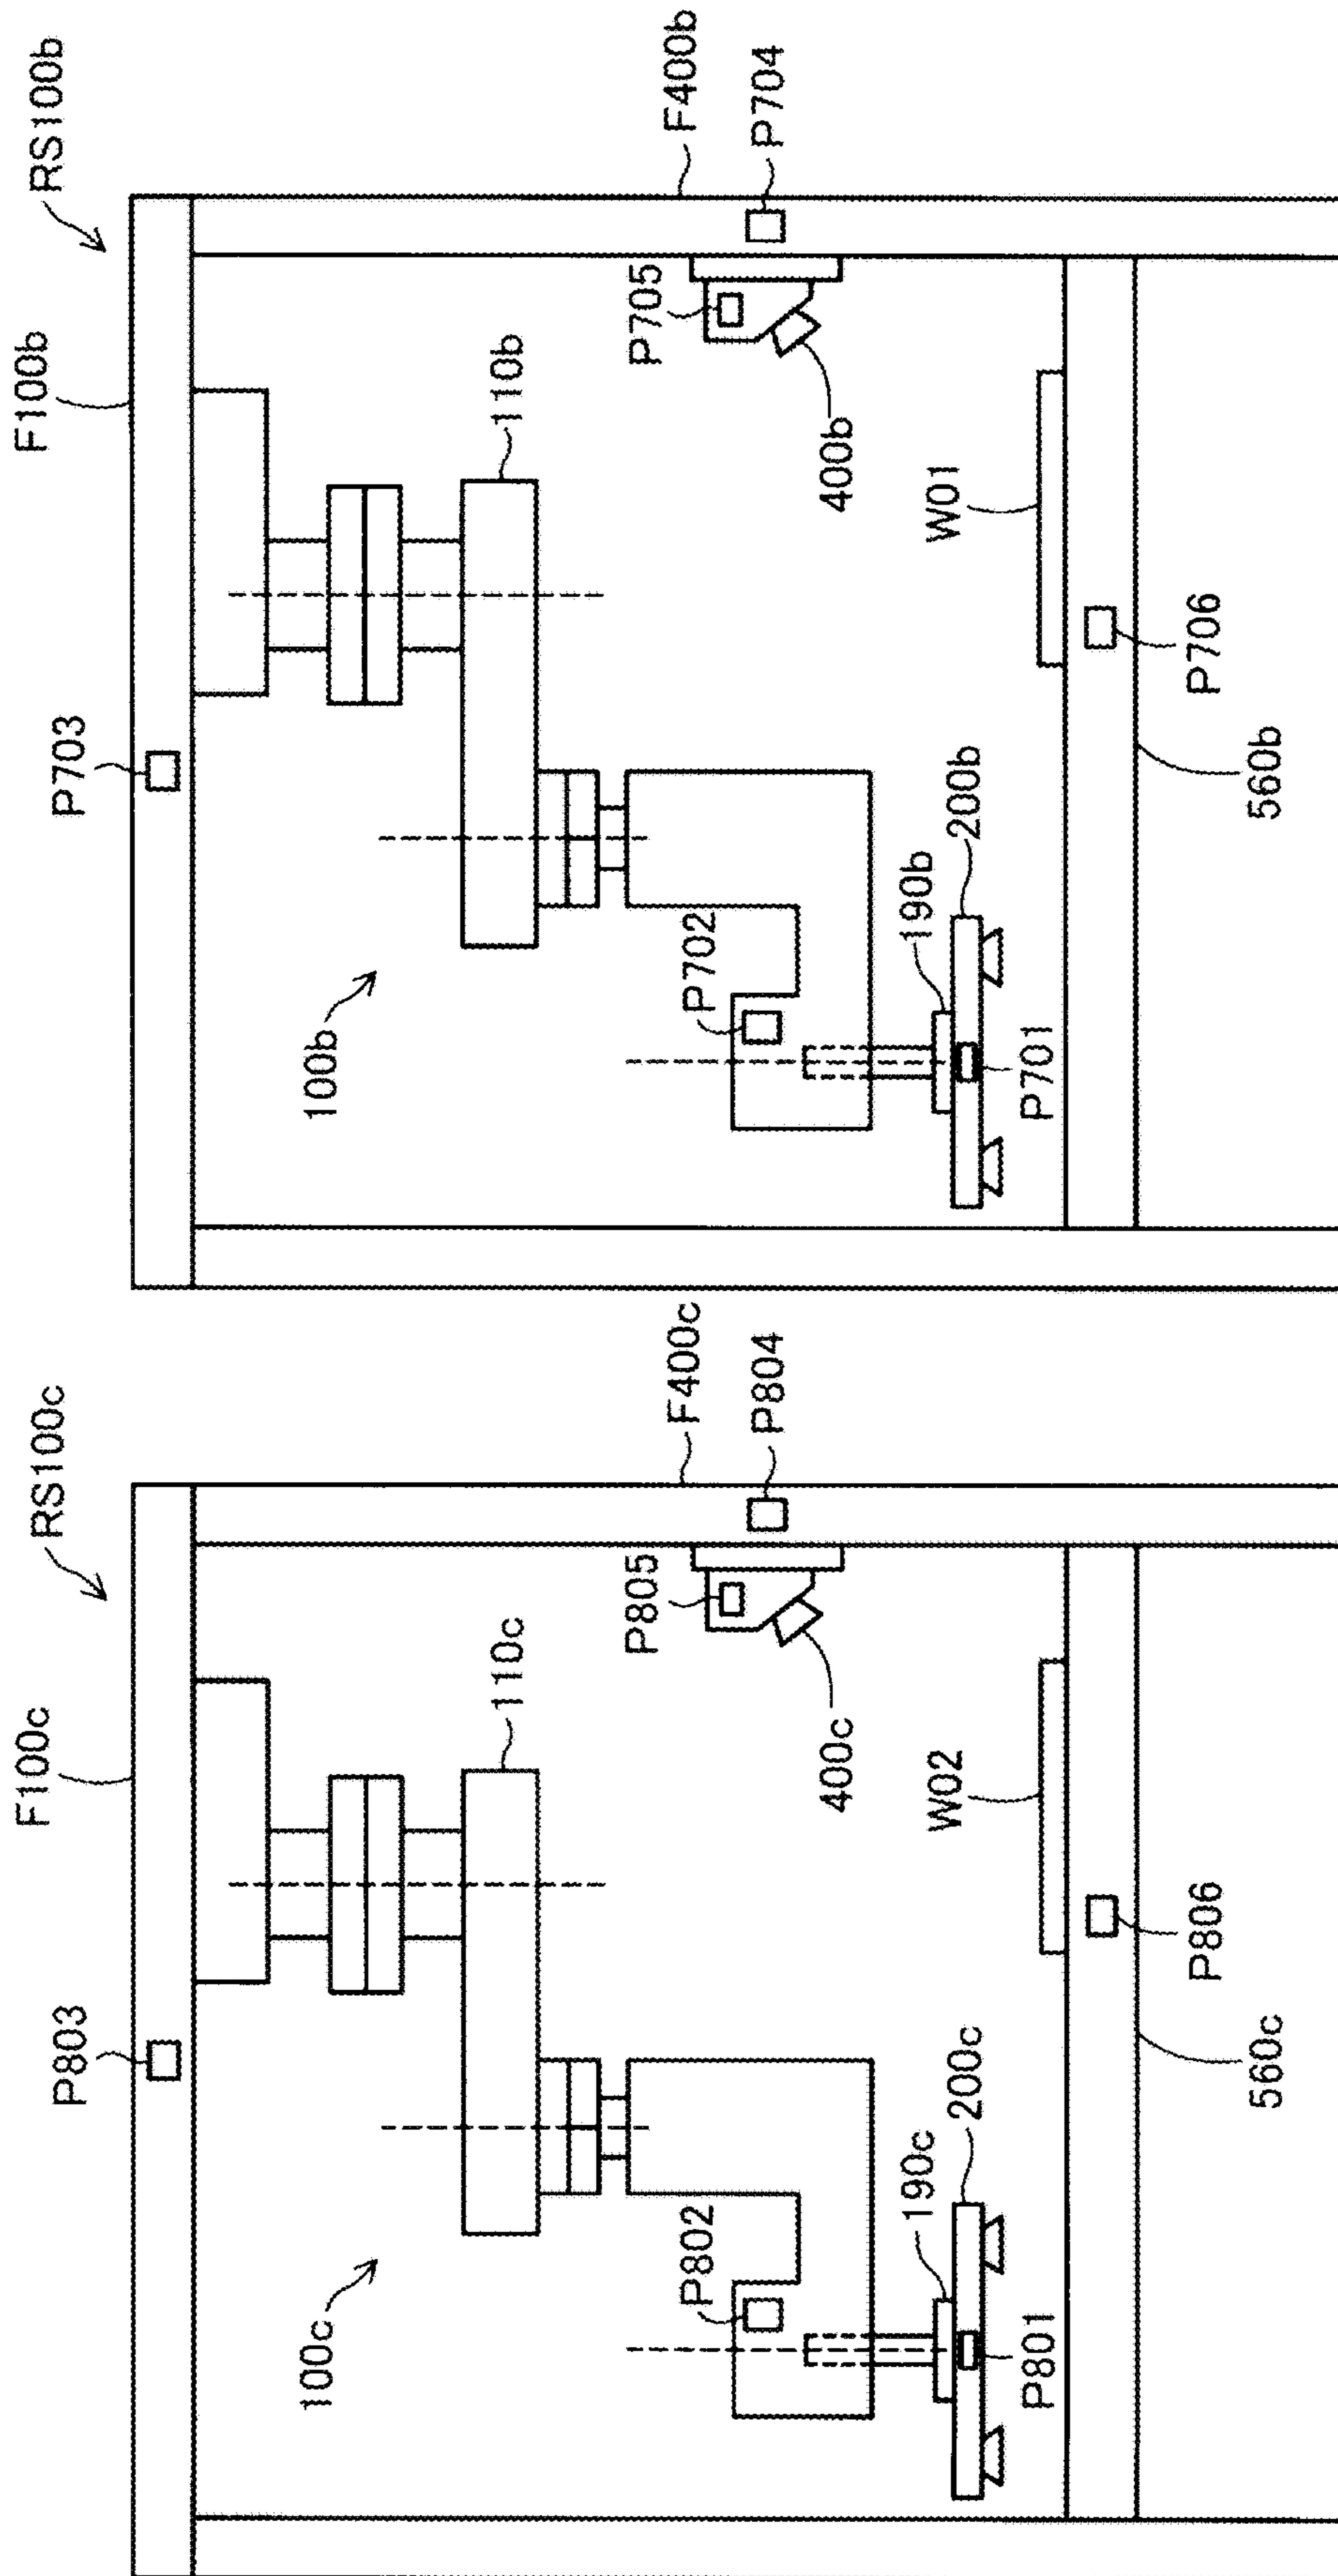 RS100c
F100c
P803
110c
100c
F400c
P804
P805
400c
P802
W02
190c
200c
P801
P806
560c
RS100b
F100b
P703
110b
100b
F400b
P704
P705
400b
P702
W01
190b
200b
P701
P706
560b